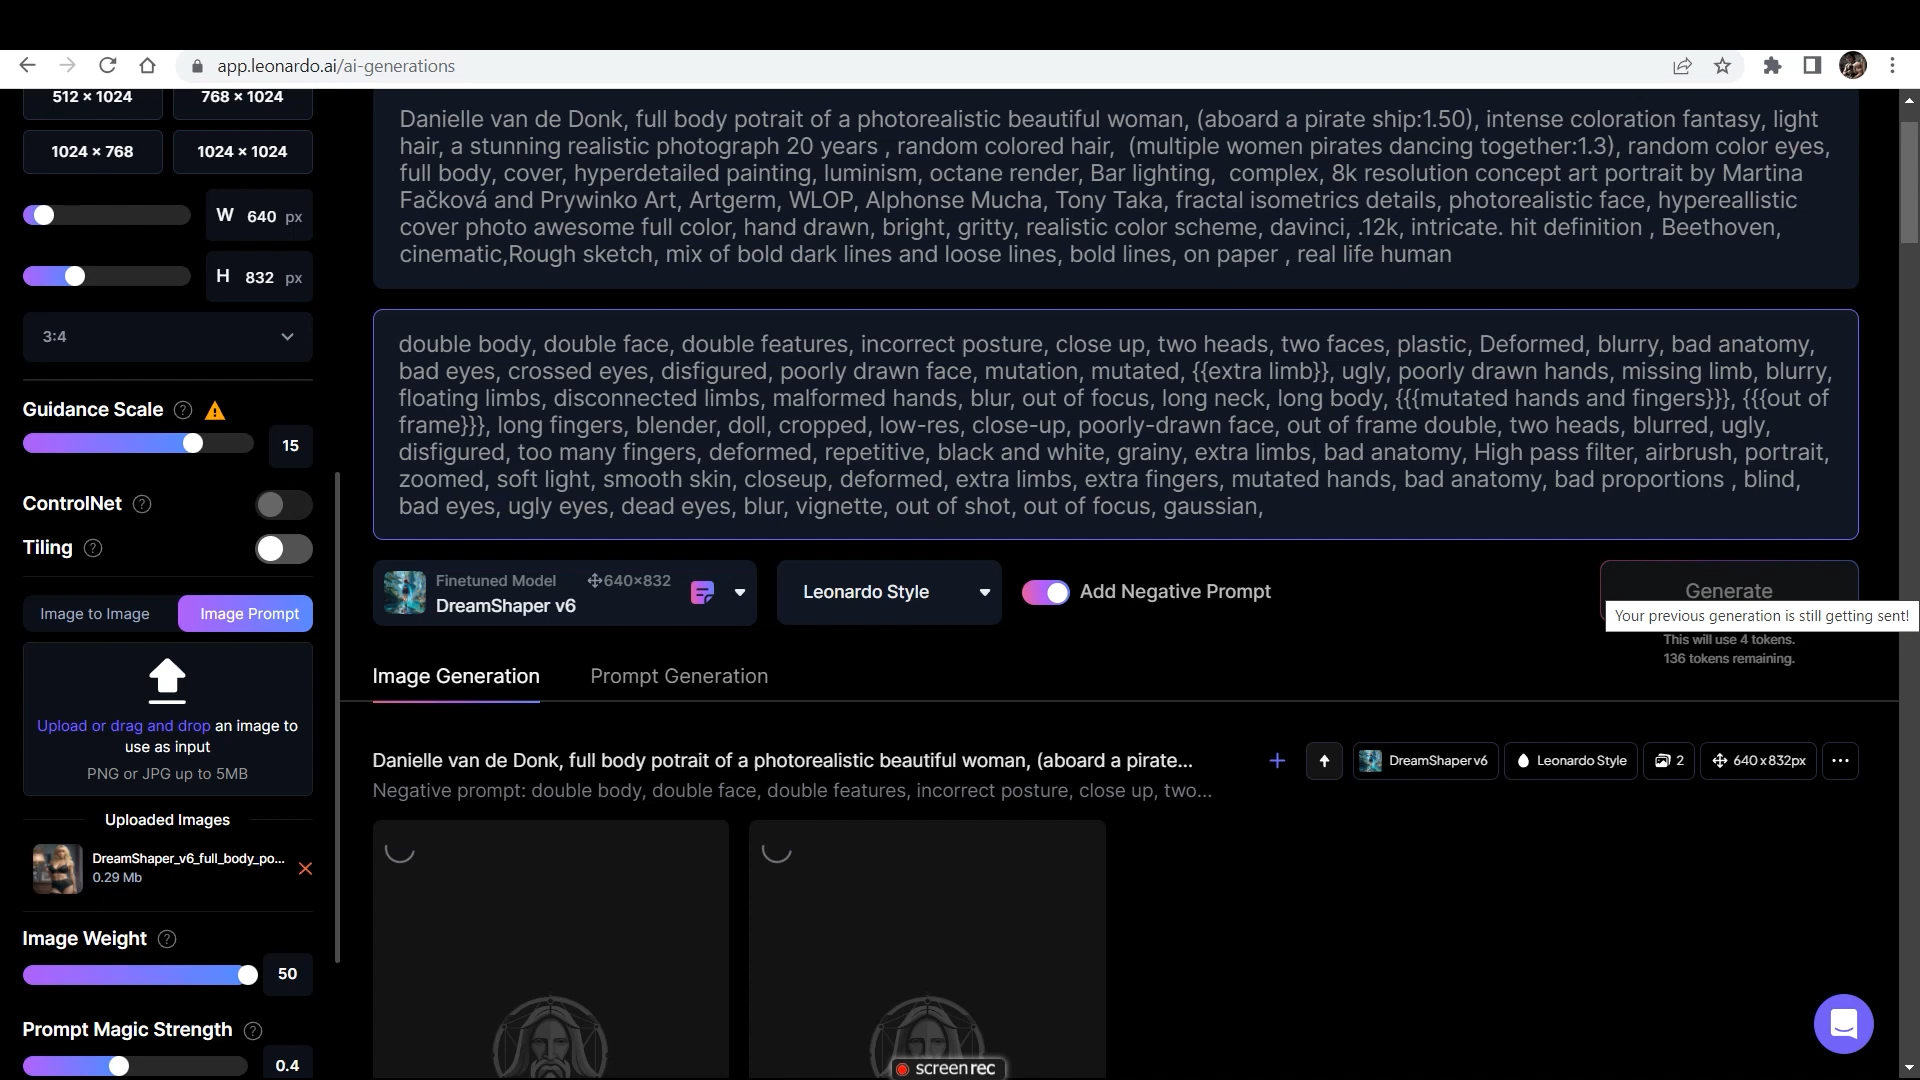 app.leonardo.ai/ai-generations
512 × 1024
768 × 1024
1024 × 768
1024 × 1024
W 640 px
H 832 px
3:4
Guidance Scale
15
ControlNet
Tiling
Image to Image
Image Prompt
Upload or drag and drop an image to
use as input
PNG or JPG up to 5MB
Uploaded Images
DreamShaper_v6_full_body_po...
0.29 Mb
Image Weight
50
Prompt Magic Strength
0.4
Danielle van de Donk, full body potrait of a photorealistic beautiful woman, (aboard a pirate ship:1.50), intense coloration fantasy, light
hair, a stunning realistic photograph 20 years , random colored hair,  (multiple women pirates dancing together:1.3), random color eyes,
full body, cover, hyperdetailed painting, luminism, octane render, Bar lighting,  complex, 8k resolution concept art portrait by Martina
Fačková and Prywinko Art, Artgerm, WLOP, Alphonse Mucha, Tony Taka, fractal isometrics details, photorealistic face, hypereallistic
cover photo awesome full color, hand drawn, bright, gritty, realistic color scheme, davinci, .12k, intricate. hit definition , Beethoven,
cinematic,Rough sketch, mix of bold dark lines and loose lines, bold lines, on paper , real life human
double body, double face, double features, incorrect posture, close up, two heads, two faces, plastic, Deformed, blurry, bad anatomy,
bad eyes, crossed eyes, disfigured, poorly drawn face, mutation, mutated, {{extra limb}}, ugly, poorly drawn hands, missing limb, blurry,
floating limbs, disconnected limbs, malformed hands, blur, out of focus, long neck, long body, {{{mutated hands and fingers}}}, {{{out of
frame}}}, long fingers, blender, doll, cropped, low-res, close-up, poorly-drawn face, out of frame double, two heads, blurred, ugly,
disfigured, too many fingers, deformed, repetitive, black and white, grainy, extra limbs, bad anatomy, High pass filter, airbrush, portrait,
zoomed, soft light, smooth skin, closeup, deformed, extra limbs, extra fingers, mutated hands, bad anatomy, bad proportions , blind,
bad eyes, ugly eyes, dead eyes, blur, vignette, out of shot, out of focus, gaussian,
Finetuned Model 640×832
DreamShaper v6
Leonardo Style
Add Negative Prompt
Generate
Your previous generation is still getting sent!
This will use 4 tokens.
136 tokens remaining.
Image Generation
Prompt Generation
Danielle van de Donk, full body potrait of a photorealistic beautiful woman, (aboard a pirate...
DreamShaper v6
Leonardo Style
2
640 x 832px
Negative prompt: double body, double face, double features, incorrect posture, close up, two...
screenrec